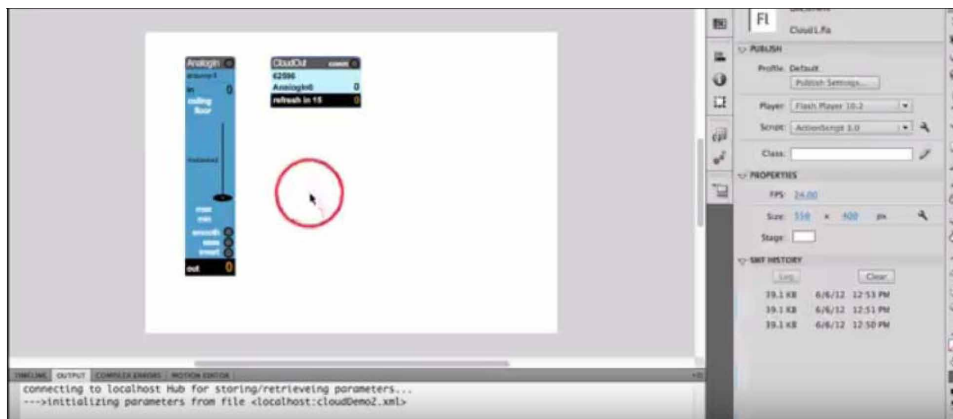 AnalogIn
in 0
ceiling
floor
max
min
smooth
ease
invert
out 0
CloudOut
62596
AnalogIn0 0
refresh in 15
Fl
Cloud1.fla
PUBLISH
Profile: Default
Publish Settings...
Player: Flash Player 10.2
Script: ActionScript 3.0
Class:
PROPERTIES
FPS: 24.00
Size: 550 x 400 px
Stage:
SWF HISTORY
Log Clear
39.1 KB 6/6/12 12:53 PM
39.1 KB 6/6/12 12:51 PM
39.1 KB 6/6/12 12:50 PM
TIMELINE OUTPUT COMPILER ERRORS MOTION EDITOR
connecting to localhost Hub for storing/retrieveing parameters...
--->initializing parameters from file <localhost:cloudDemo2.xml>